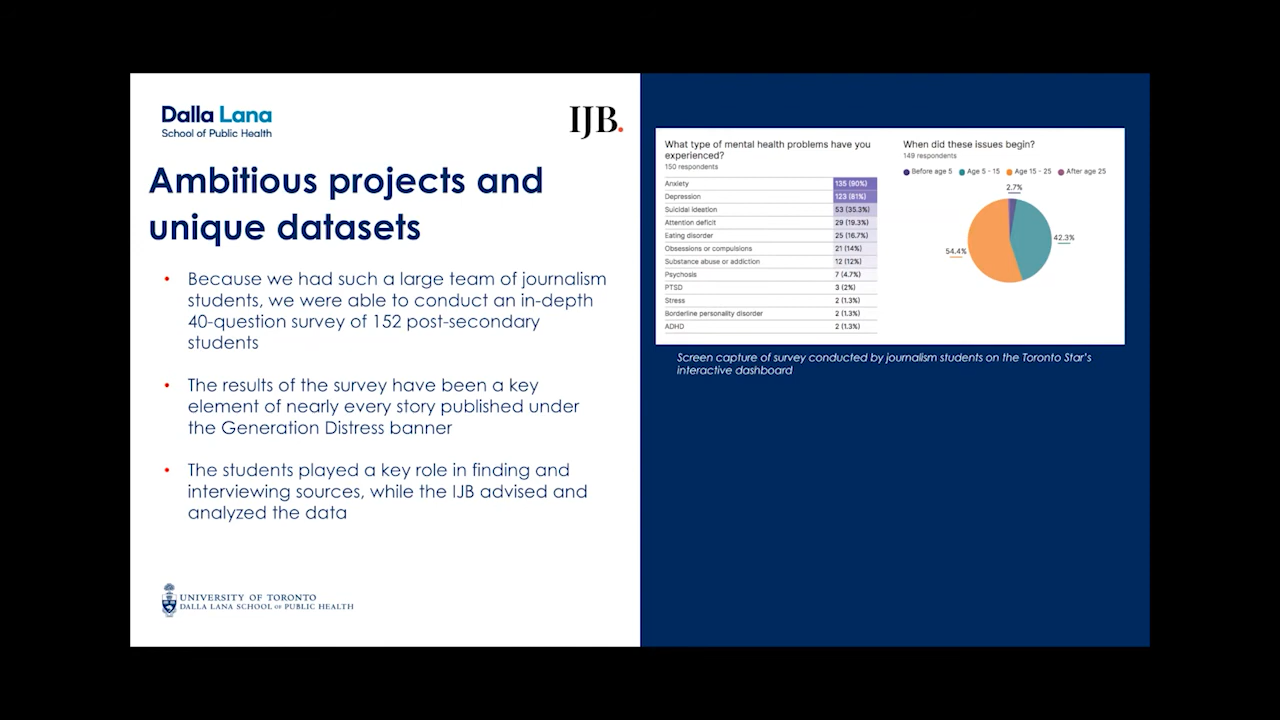 Dalla Lana
School of Public Health
IJB.
Ambitious projects and
unique datasets
• Because we had such a large team of journalism
students, we were able to conduct an in-depth
40-question survey of 152 post-secondary
students
• The results of the survey have been a key
element of nearly every story published under
the Generation Distress banner
• The students played a key role in finding and
interviewing sources, while the IJB advised and
analyzed the data
UNIVERSITY OF TORONTO
DALLA LANA SCHOOL OF PUBLIC HEALTH
What type of mental health problems have you
experienced?
150 respondents
Anxiety 135 (90%)
Depression 123 (81%)
Suicidal ideation 53 (35.3%)
Attention deficit 29 (19.3%)
Eating disorder 25 (16.7%)
Obsessions or compulsions 21 (14%)
Substance abuse or addiction 12 (12%)
Psychosis 7 (4.7%)
PTSD 3 (2%)
Stress 2 (1.3%)
Borderline personality disorder 2 (1.3%)
ADHD 2 (1.3%)
When did these issues begin?
149 respondents
Before age 5 Age 5 - 15 Age 15 - 25 After age 25
2.7%
42.3%
54.4%
Screen capture of survey conducted by journalism students on the Toronto Star's
interactive dashboard